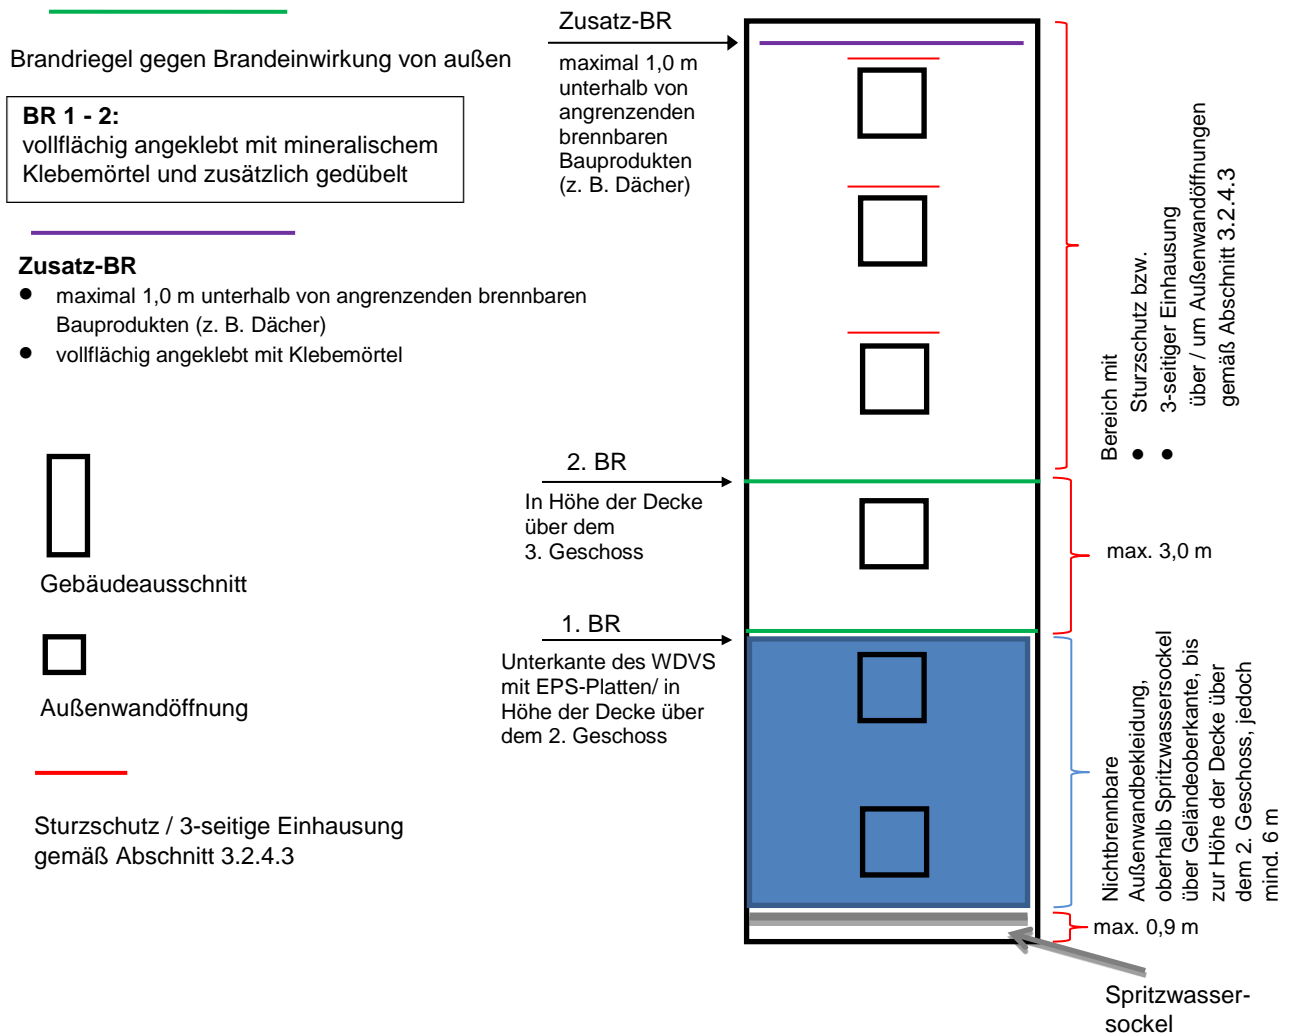 Brandriegel gegen Brandeinwirkung von außen
BR 1 - 2:
vollflächig angeklebt mit mineralischem
Klebemörtel und zusätzlich gedübelt
Zusatz-BR
● maximal 1,0 m unterhalb von angrenzenden brennbaren
Bauprodukten (z. B. Dächer)
● vollflächig angeklebt mit Klebemörtel
Gebäudeausschnitt
Außenwandöffnung
Sturzschutz / 3-seitige Einhausung
gemäß Abschnitt 3.2.4.3
Zusatz-BR
maximal 1,0 m
unterhalb von
angrenzenden
brennbaren
Bauprodukten
(z. B. Dächer)
2. BR
In Höhe der Decke
über dem
3. Geschoss
1. BR
Unterkante des WDVS
mit EPS-Platten/ in
Höhe der Decke über
dem 2. Geschoss
Bereich mit
● Sturzschutz bzw.
● 3-seitiger Einhausung
über / um Außenwandöffnungen
gemäß Abschnitt 3.2.4.3
max. 3,0 m
Nichtbrennbare
Außenwandbekleidung,
oberhalb Spritzwassersockel
über Geländeoberkante, bis
zur Höhe der Decke über
dem 2. Geschoss, jedoch
mind. 6 m
max. 0,9 m
Spritzwasser-
sockel